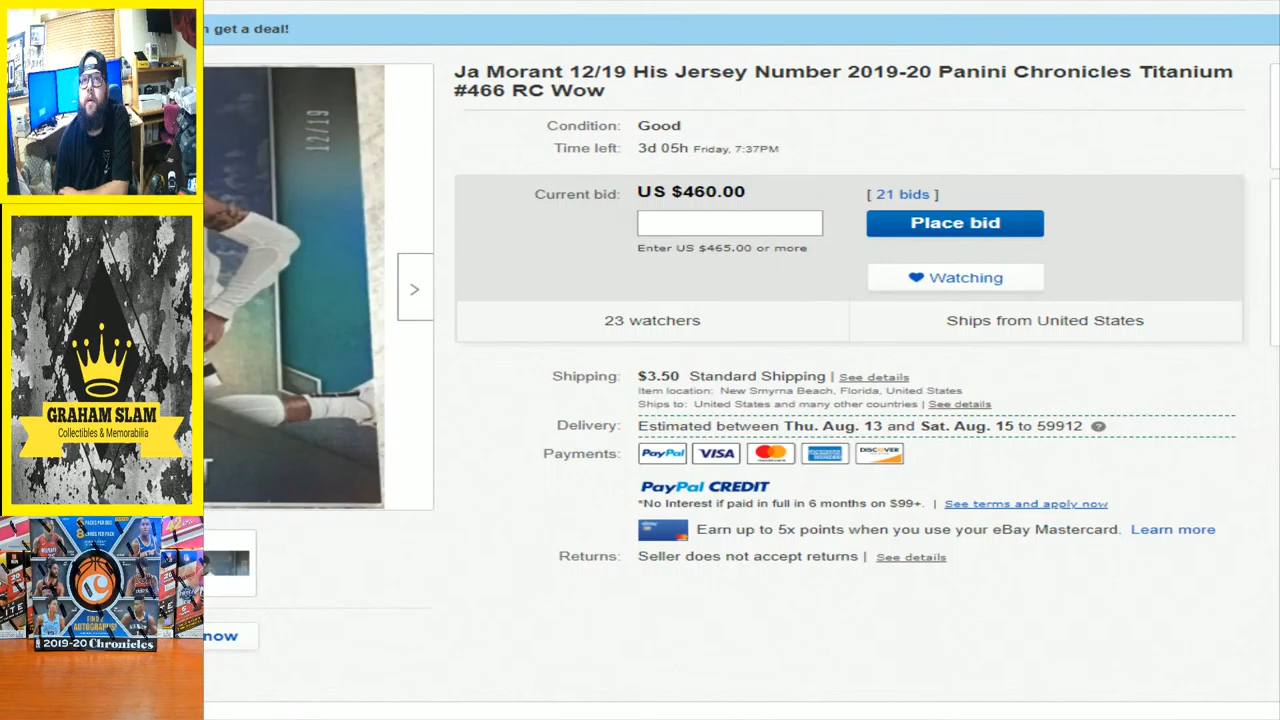 n get a deal!
Ja Morant 12/19 His Jersey Number 2019-20 Panini Chronicles Titanium
#466 RC Wow
Condition: Good
Time left: 3d 05h Friday, 7:37PM
Current bid: US $460.00 [ 21 bids ]
Place bid
Enter US $465.00 or more
Watching
23 watchers Ships from United States
Shipping: $3.50 Standard Shipping | See details
Item location: New Smyrna Beach, Florida, United States
Ships to: United States and many other countries | See details
Delivery: Estimated between Thu. Aug. 13 and Sat. Aug. 15 to 59912
Payments: PayPal VISA MasterCard AMERICAN EXPRESS DISCOVER
PayPal CREDIT
*No Interest if paid in full in 6 months on $99+. | See terms and apply now
Earn up to 5x points when you use your eBay Mastercard. Learn more
Returns: Seller does not accept returns | See details
12/19
now
GRAHAM SLAM
Collectibles & Memorabilia
FIND
AUTOGRAPHS!
2019-20 Chronicles